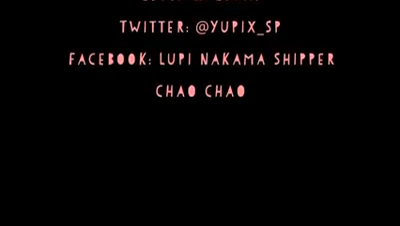 TWITTER: @YUPIX_SP
FACEBOOK: LUPI NAKAMA SHIPPER
CHAO CHAO